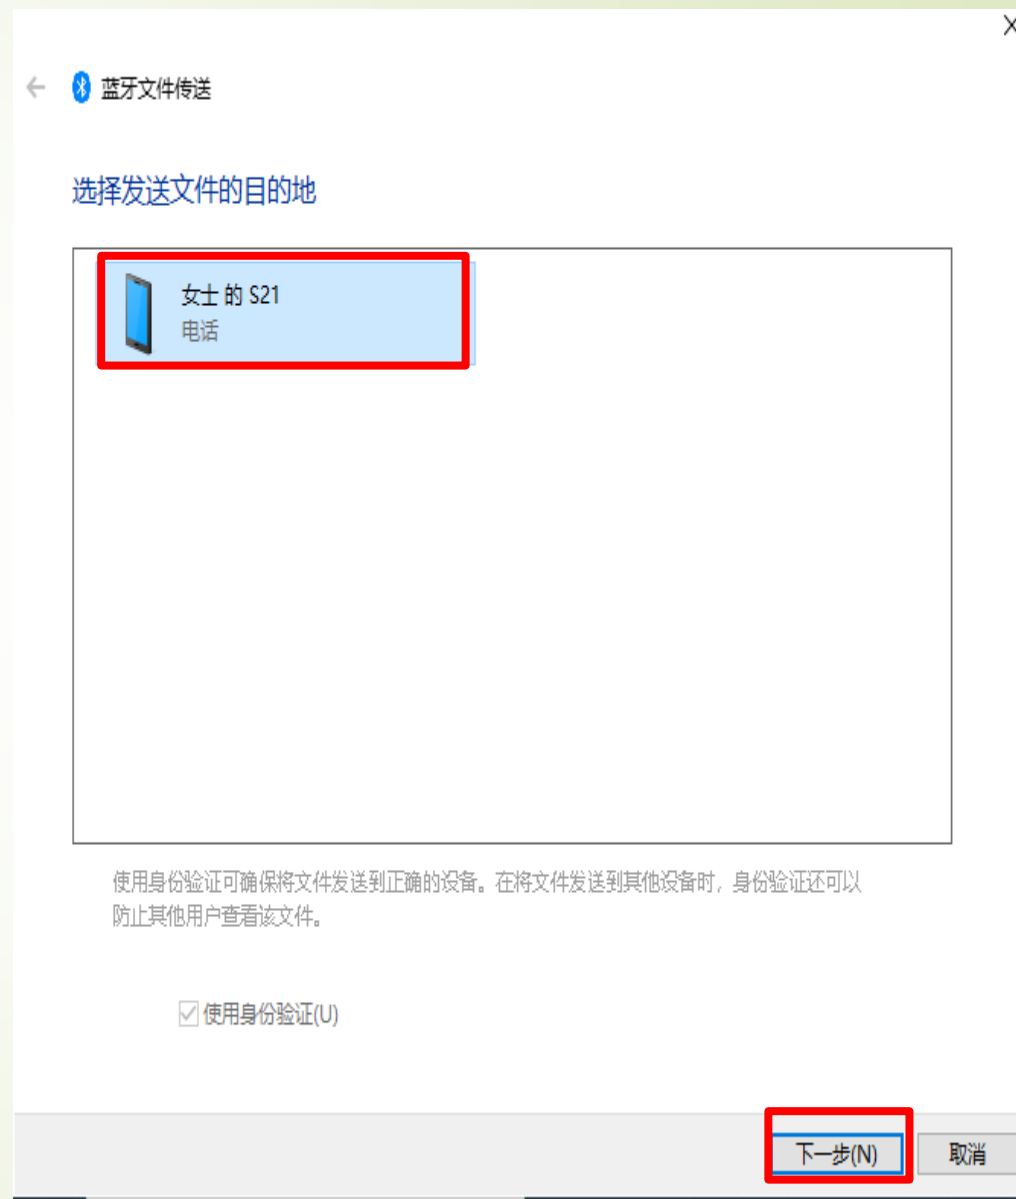 蓝牙文件传送
选择发送文件的目的地
女士 的 S21
电话
使用身份验证可确保将文件发送到正确的设备。在将文件发送到其他设备时，身份验证还可以
防止其他用户查看该文件。
使用身份验证(U)
下一步(N)
取消